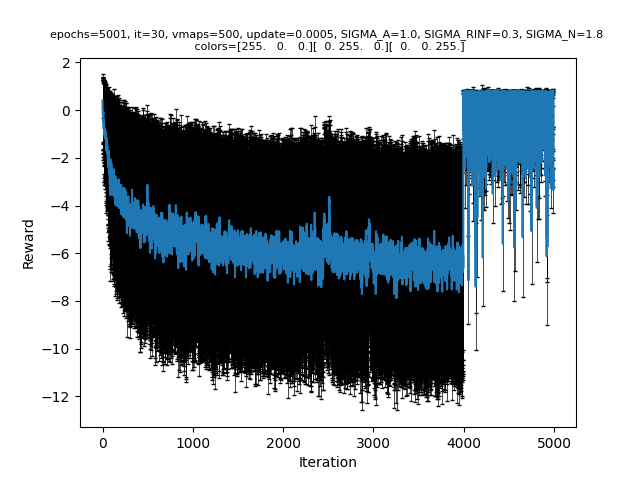 epochs=5001, it=30, vmaps=500, update=0.0005, SIGMA_A=1.0, SIGMA_RINF=0.3, SIGMA_N=1.8
colors=[255. 0. 0.][ 0. 255. 0.][ 0. 0. 255.]
2
0
−2
−4
−6
−8
−10
−12
Reward
0 1000 2000 3000 4000 5000
Iteration